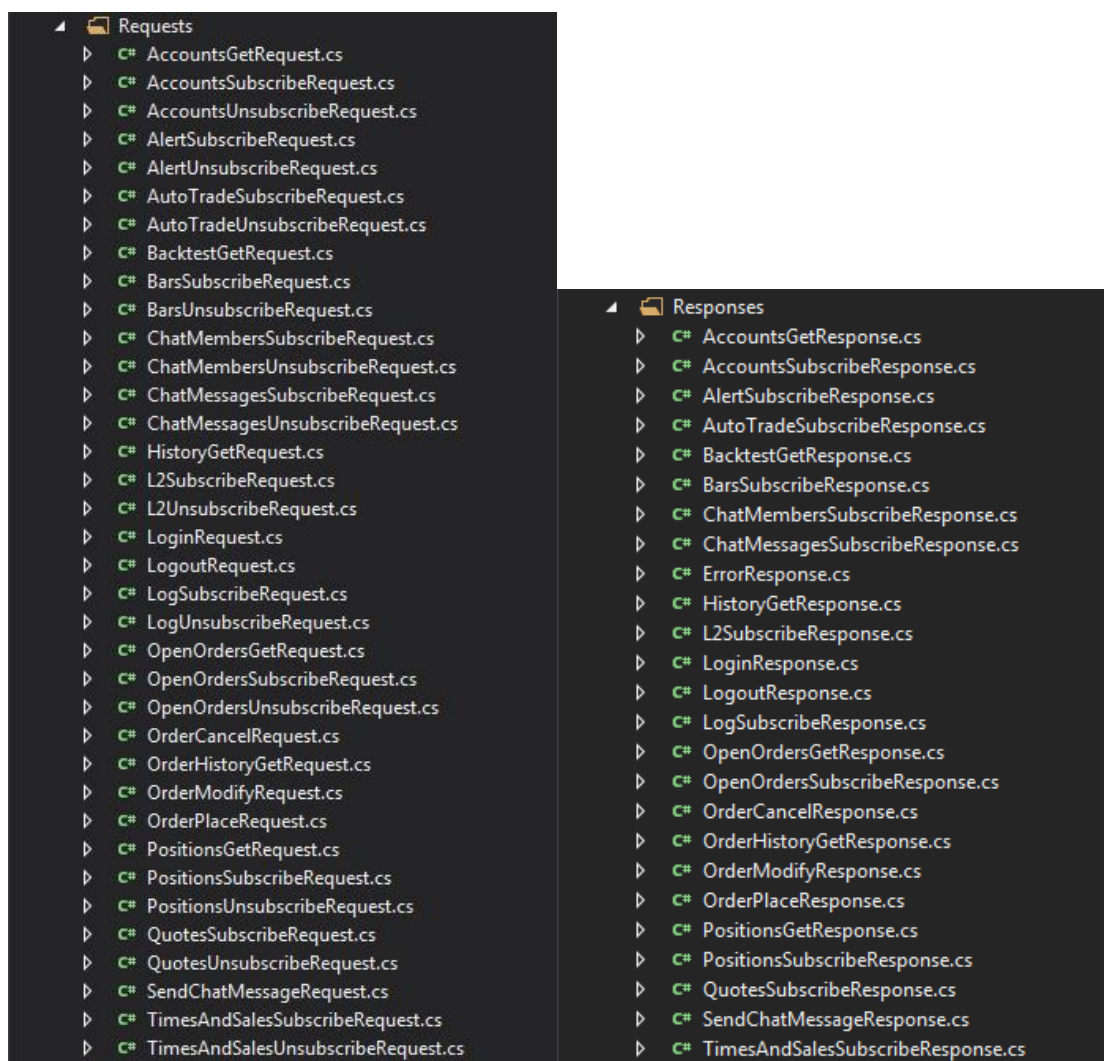 Requests
C# AccountsGetRequest.cs
C# AccountsSubscribeRequest.cs
C# AccountsUnsubscribeRequest.cs
C# AlertSubscribeRequest.cs
C# AlertUnsubscribeRequest.cs
C# AutoTradeSubscribeRequest.cs
C# AutoTradeUnsubscribeRequest.cs
C# BacktestGetRequest.cs
C# BarsSubscribeRequest.cs
C# BarsUnsubscribeRequest.cs
C# ChatMembersSubscribeRequest.cs
C# ChatMembersUnsubscribeRequest.cs
C# ChatMessagesSubscribeRequest.cs
C# ChatMessagesUnsubscribeRequest.cs
C# HistoryGetRequest.cs
C# L2SubscribeRequest.cs
C# L2UnsubscribeRequest.cs
C# LoginRequest.cs
C# LogoutRequest.cs
C# LogSubscribeRequest.cs
C# LogUnsubscribeRequest.cs
C# OpenOrdersGetRequest.cs
C# OpenOrdersSubscribeRequest.cs
C# OpenOrdersUnsubscribeRequest.cs
C# OrderCancelRequest.cs
C# OrderHistoryGetRequest.cs
C# OrderModifyRequest.cs
C# OrderPlaceRequest.cs
C# PositionsGetRequest.cs
C# PositionsSubscribeRequest.cs
C# PositionsUnsubscribeRequest.cs
C# QuotesSubscribeRequest.cs
C# QuotesUnsubscribeRequest.cs
C# SendChatMessageRequest.cs
C# TimesAndSalesSubscribeRequest.cs
C# TimesAndSalesUnsubscribeRequest.cs
Responses
C# AccountsGetResponse.cs
C# AccountsSubscribeResponse.cs
C# AlertSubscribeResponse.cs
C# AutoTradeSubscribeResponse.cs
C# BacktestGetResponse.cs
C# BarsSubscribeResponse.cs
C# ChatMembersSubscribeResponse.cs
C# ChatMessagesSubscribeResponse.cs
C# ErrorResponse.cs
C# HistoryGetResponse.cs
C# L2SubscribeResponse.cs
C# LoginResponse.cs
C# LogoutResponse.cs
C# LogSubscribeResponse.cs
C# OpenOrdersGetResponse.cs
C# OpenOrdersSubscribeResponse.cs
C# OrderCancelResponse.cs
C# OrderHistoryGetResponse.cs
C# OrderModifyResponse.cs
C# OrderPlaceResponse.cs
C# PositionsGetResponse.cs
C# PositionsSubscribeResponse.cs
C# QuotesSubscribeResponse.cs
C# SendChatMessageResponse.cs
C# TimesAndSalesSubscribeResponse.cs